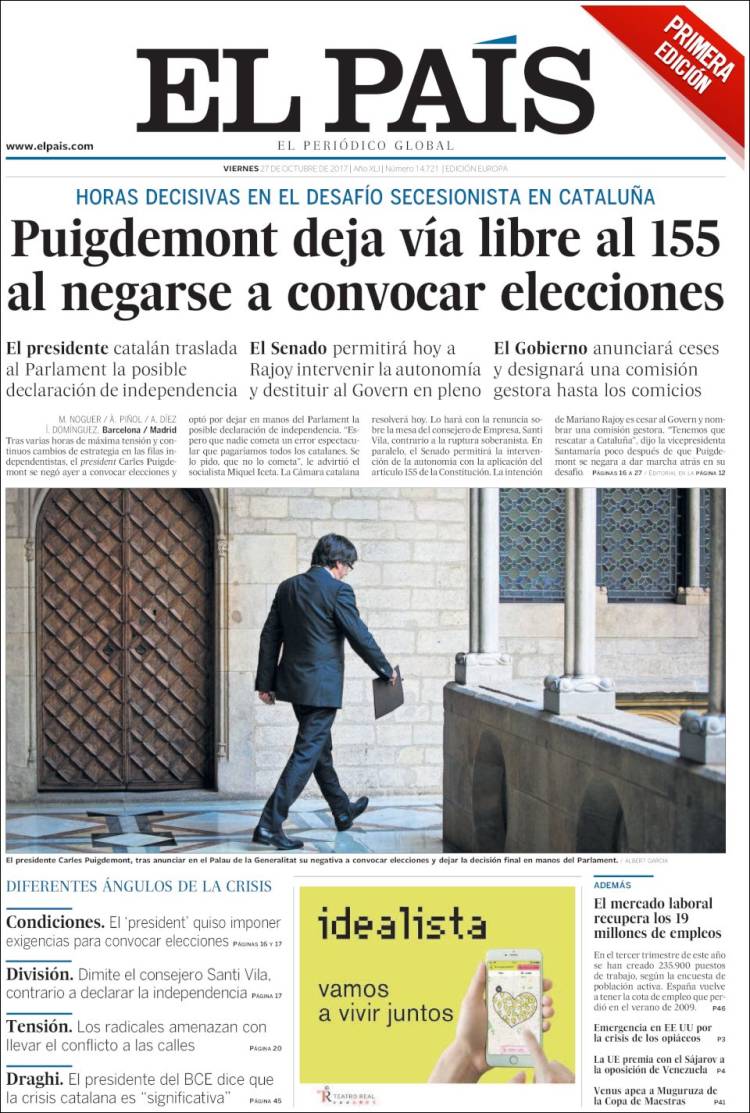 PRIMERA
EDICIÓN
EL PAÍS
www.elpais.com
EL PERIÓDICO GLOBAL
VIERNES 27 DE OCTUBRE DE 2017 | Año XLI | Número 14.721 | EDICIÓN EUROPA
HORAS DECISIVAS EN EL DESAFÍO SECESIONISTA EN CATALUÑA
Puigdemont deja vía libre al 155
al negarse a convocar elecciones
El presidente catalán traslada
al Parlament la posible
declaración de independencia
El Senado permitirá hoy a
Rajoy intervenir la autonomía
y destituir al Govern en pleno
El Gobierno anunciará ceses
y designará una comisión
gestora hasta los comicios
M. NOGUER / À. PIÑOL / A. DÍEZ
Í. DOMÍNGUEZ, Barcelona / Madrid
Tras varias horas de máxima tensión y con-
tinuos cambios de estrategia en las filas in-
dependentistas, el president Carles Puigde-
mont se negó ayer a convocar elecciones y
optó por dejar en manos del Parlament la
posible declaración de independencia. “Es-
pero que nadie cometa un error espectacu-
lar que pagaríamos todos los catalanes. Se
lo pido, que no lo cometa”, le advirtió el
socialista Miquel Iceta. La Cámara catalana
resolverá hoy. Lo hará con la renuncia so-
bre la mesa del consejero de Empresa, Santi
Vila, contrario a la ruptura soberanista. En
paralelo, el Senado permitirá la interven-
ción de la autonomía con la aplicación del
artículo 155 de la Constitución. La intención
de Mariano Rajoy es cesar al Govern y nom-
brar una comisión gestora. “Tenemos que
rescatar a Cataluña”, dijo la vicepresidenta
Santamaría poco después de que Puigde-
mont se negara a dar marcha atrás en su
desafío. PÁGINAS 16 A 27 / EDITORIAL EN LA PÁGINA 12
El presidente Carles Puigdemont, tras anunciar en el Palau de la Generalitat su negativa a convocar elecciones y dejar la decisión final en manos del Parlament. / ALBERT GARCIA
DIFERENTES ÁNGULOS DE LA CRISIS
Condiciones. El ‘president’ quiso imponer
exigencias para convocar elecciones PÁGINAS 16 Y 17
División. Dimite el consejero Santi Vila,
contrario a declarar la independencia PÁGINA 17
Tensión. Los radicales amenazan con
llevar el conflicto a las calles PÁGINA 20
Draghi. El presidente del BCE dice que
la crisis catalana es “significativa” PÁGINA 45
idealista
vamos
a vivir juntos
TEATRO REAL
ADEMÁS
El mercado laboral
recupera los 19
millones de empleos
En el tercer trimestre de este año
se han creado 235.900 puestos
de trabajo, según la encuesta de
población activa. España vuelve
a tener la cota de empleo que per-
dió en el verano de 2009. P46
Emergencia en EE UU por
la crisis de los opiáceos P3
La UE premia con el Sájarov a
la oposición de Venezuela P4
Venus apea a Muguruza de
la Copa de Maestras P41